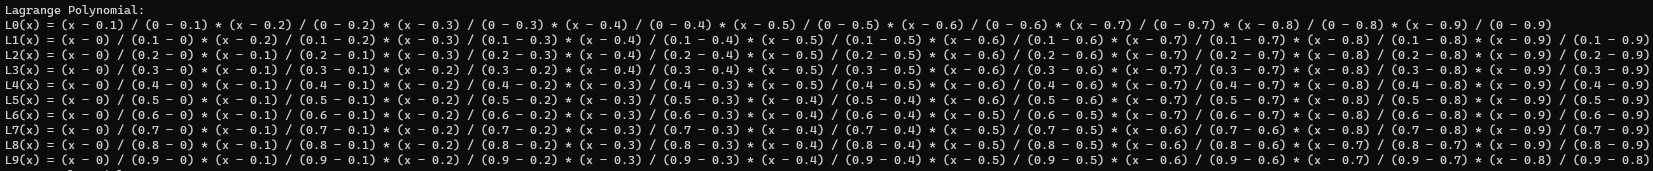 Lagrange Polynomial:
L0(x) = (x - 0.1) / (0 - 0.1) * (x - 0.2) / (0 - 0.2) * (x - 0.3) / (0 - 0.3) * (x - 0.4) / (0 - 0.4) * (x - 0.5) / (0 - 0.5) * (x - 0.6) / (0 - 0.6) * (x - 0.7) / (0 - 0.7) * (x - 0.8) / (0 - 0.8) * (x - 0.9) / (0 - 0.9)
L1(x) = (x - 0) / (0.1 - 0) * (x - 0.2) / (0.1 - 0.2) * (x - 0.3) / (0.1 - 0.3) * (x - 0.4) / (0.1 - 0.4) * (x - 0.5) / (0.1 - 0.5) * (x - 0.6) / (0.1 - 0.6) * (x - 0.7) / (0.1 - 0.7) * (x - 0.8) / (0.1 - 0.8) * (x - 0.9) / (0.1 - 0.9)
L2(x) = (x - 0) / (0.2 - 0) * (x - 0.1) / (0.2 - 0.1) * (x - 0.3) / (0.2 - 0.3) * (x - 0.4) / (0.2 - 0.4) * (x - 0.5) / (0.2 - 0.5) * (x - 0.6) / (0.2 - 0.6) * (x - 0.7) / (0.2 - 0.7) * (x - 0.8) / (0.2 - 0.8) * (x - 0.9) / (0.2 - 0.9)
L3(x) = (x - 0) / (0.3 - 0) * (x - 0.1) / (0.3 - 0.1) * (x - 0.2) / (0.3 - 0.2) * (x - 0.4) / (0.3 - 0.4) * (x - 0.5) / (0.3 - 0.5) * (x - 0.6) / (0.3 - 0.6) * (x - 0.7) / (0.3 - 0.7) * (x - 0.8) / (0.3 - 0.8) * (x - 0.9) / (0.3 - 0.9)
L4(x) = (x - 0) / (0.4 - 0) * (x - 0.1) / (0.4 - 0.1) * (x - 0.2) / (0.4 - 0.2) * (x - 0.3) / (0.4 - 0.3) * (x - 0.5) / (0.4 - 0.5) * (x - 0.6) / (0.4 - 0.6) * (x - 0.7) / (0.4 - 0.7) * (x - 0.8) / (0.4 - 0.8) * (x - 0.9) / (0.4 - 0.9)
L5(x) = (x - 0) / (0.5 - 0) * (x - 0.1) / (0.5 - 0.1) * (x - 0.2) / (0.5 - 0.2) * (x - 0.3) / (0.5 - 0.3) * (x - 0.4) / (0.5 - 0.4) * (x - 0.6) / (0.5 - 0.6) * (x - 0.7) / (0.5 - 0.7) * (x - 0.8) / (0.5 - 0.8) * (x - 0.9) / (0.5 - 0.9)
L6(x) = (x - 0) / (0.6 - 0) * (x - 0.1) / (0.6 - 0.1) * (x - 0.2) / (0.6 - 0.2) * (x - 0.3) / (0.6 - 0.3) * (x - 0.4) / (0.6 - 0.4) * (x - 0.5) / (0.6 - 0.5) * (x - 0.7) / (0.6 - 0.7) * (x - 0.8) / (0.6 - 0.8) * (x - 0.9) / (0.6 - 0.9)
L7(x) = (x - 0) / (0.7 - 0) * (x - 0.1) / (0.7 - 0.1) * (x - 0.2) / (0.7 - 0.2) * (x - 0.3) / (0.7 - 0.3) * (x - 0.4) / (0.7 - 0.4) * (x - 0.5) / (0.7 - 0.5) * (x - 0.6) / (0.7 - 0.6) * (x - 0.8) / (0.7 - 0.8) * (x - 0.9) / (0.7 - 0.9)
L8(x) = (x - 0) / (0.8 - 0) * (x - 0.1) / (0.8 - 0.1) * (x - 0.2) / (0.8 - 0.2) * (x - 0.3) / (0.8 - 0.3) * (x - 0.4) / (0.8 - 0.4) * (x - 0.5) / (0.8 - 0.5) * (x - 0.6) / (0.8 - 0.6) * (x - 0.7) / (0.8 - 0.7) * (x - 0.9) / (0.8 - 0.9)
L9(x) = (x - 0) / (0.9 - 0) * (x - 0.1) / (0.9 - 0.1) * (x - 0.2) / (0.9 - 0.2) * (x - 0.3) / (0.9 - 0.3) * (x - 0.4) / (0.9 - 0.4) * (x - 0.5) / (0.9 - 0.5) * (x - 0.6) / (0.9 - 0.6) * (x - 0.7) / (0.9 - 0.7) * (x - 0.8) / (0.9 - 0.8)